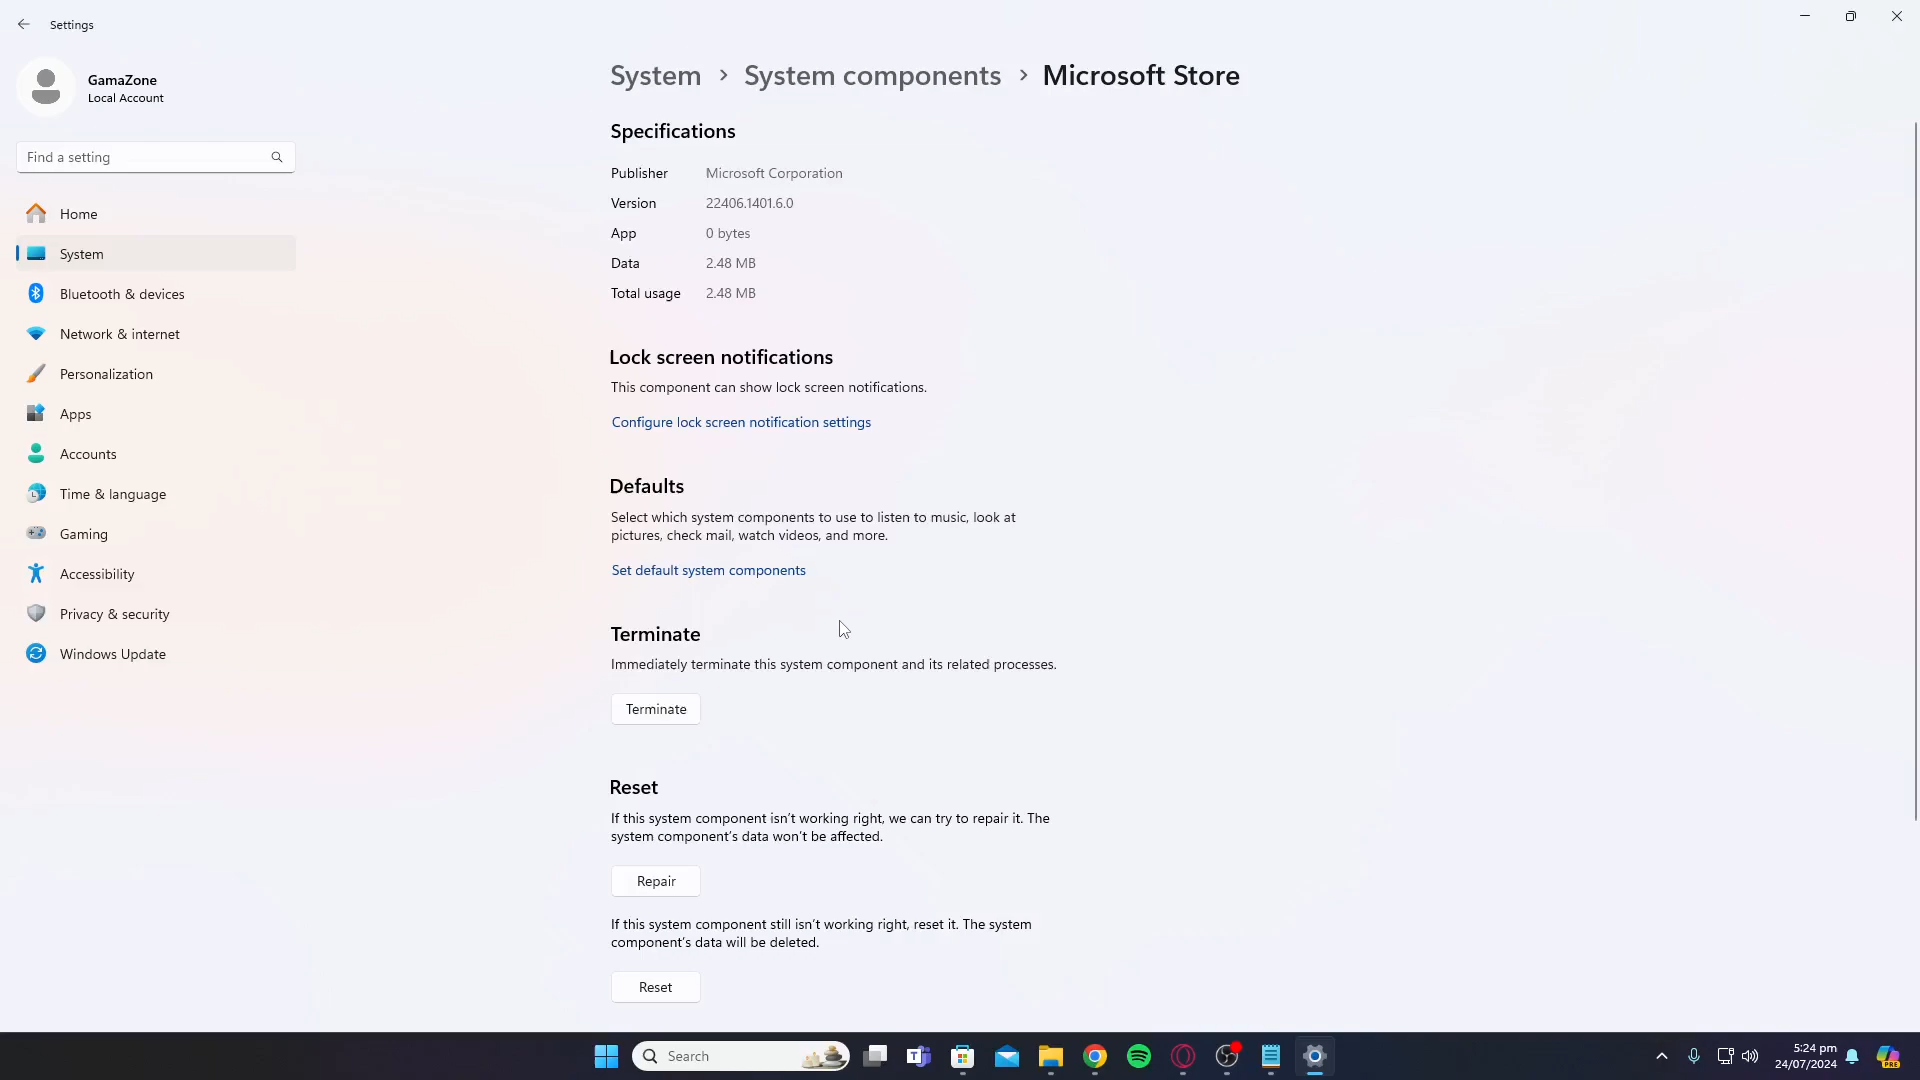 Settings
GamaZone
Local Account
Find a setting
Home
System
Bluetooth & devices
Network & internet
Personalization
Apps
Accounts
Time & language
Gaming
Accessibility
Privacy & security
Windows Update
System > System components > Microsoft Store
Specifications
Publisher Microsoft Corporation
Version 22406.1401.6.0
App 0 bytes
Data 2.48 MB
Total usage 2.48 MB
Lock screen notifications
This component can show lock screen notifications.
Configure lock screen notification settings
Defaults
Select which system components to use to listen to music, look at
pictures, check mail, watch videos, and more.
Set default system components
Terminate
Immediately terminate this system component and its related processes.
Terminate
Reset
If this system component isn't working right, we can try to repair it. The
system component's data won't be affected.
Repair
If this system component still isn't working right, reset it. The system
component's data will be deleted.
Reset
Search
5:24 pm
24/07/2024
PRE